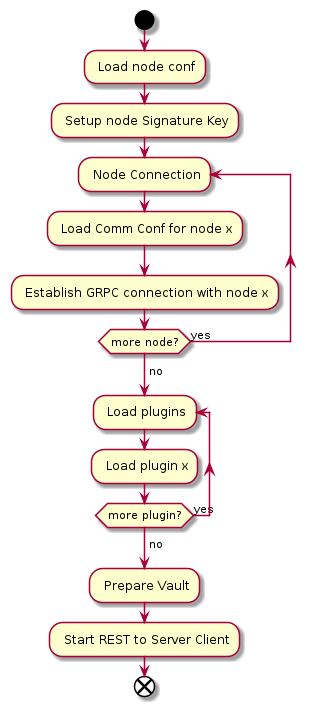 Load node conf
Setup node Signature Key
Node Connection
Load Comm Conf for node x
Establish GRPC connection with node x
more node?
yes
no
Load plugins
Load plugin x
more plugin?
yes
no
Prepare Vault
Start REST to Server Client